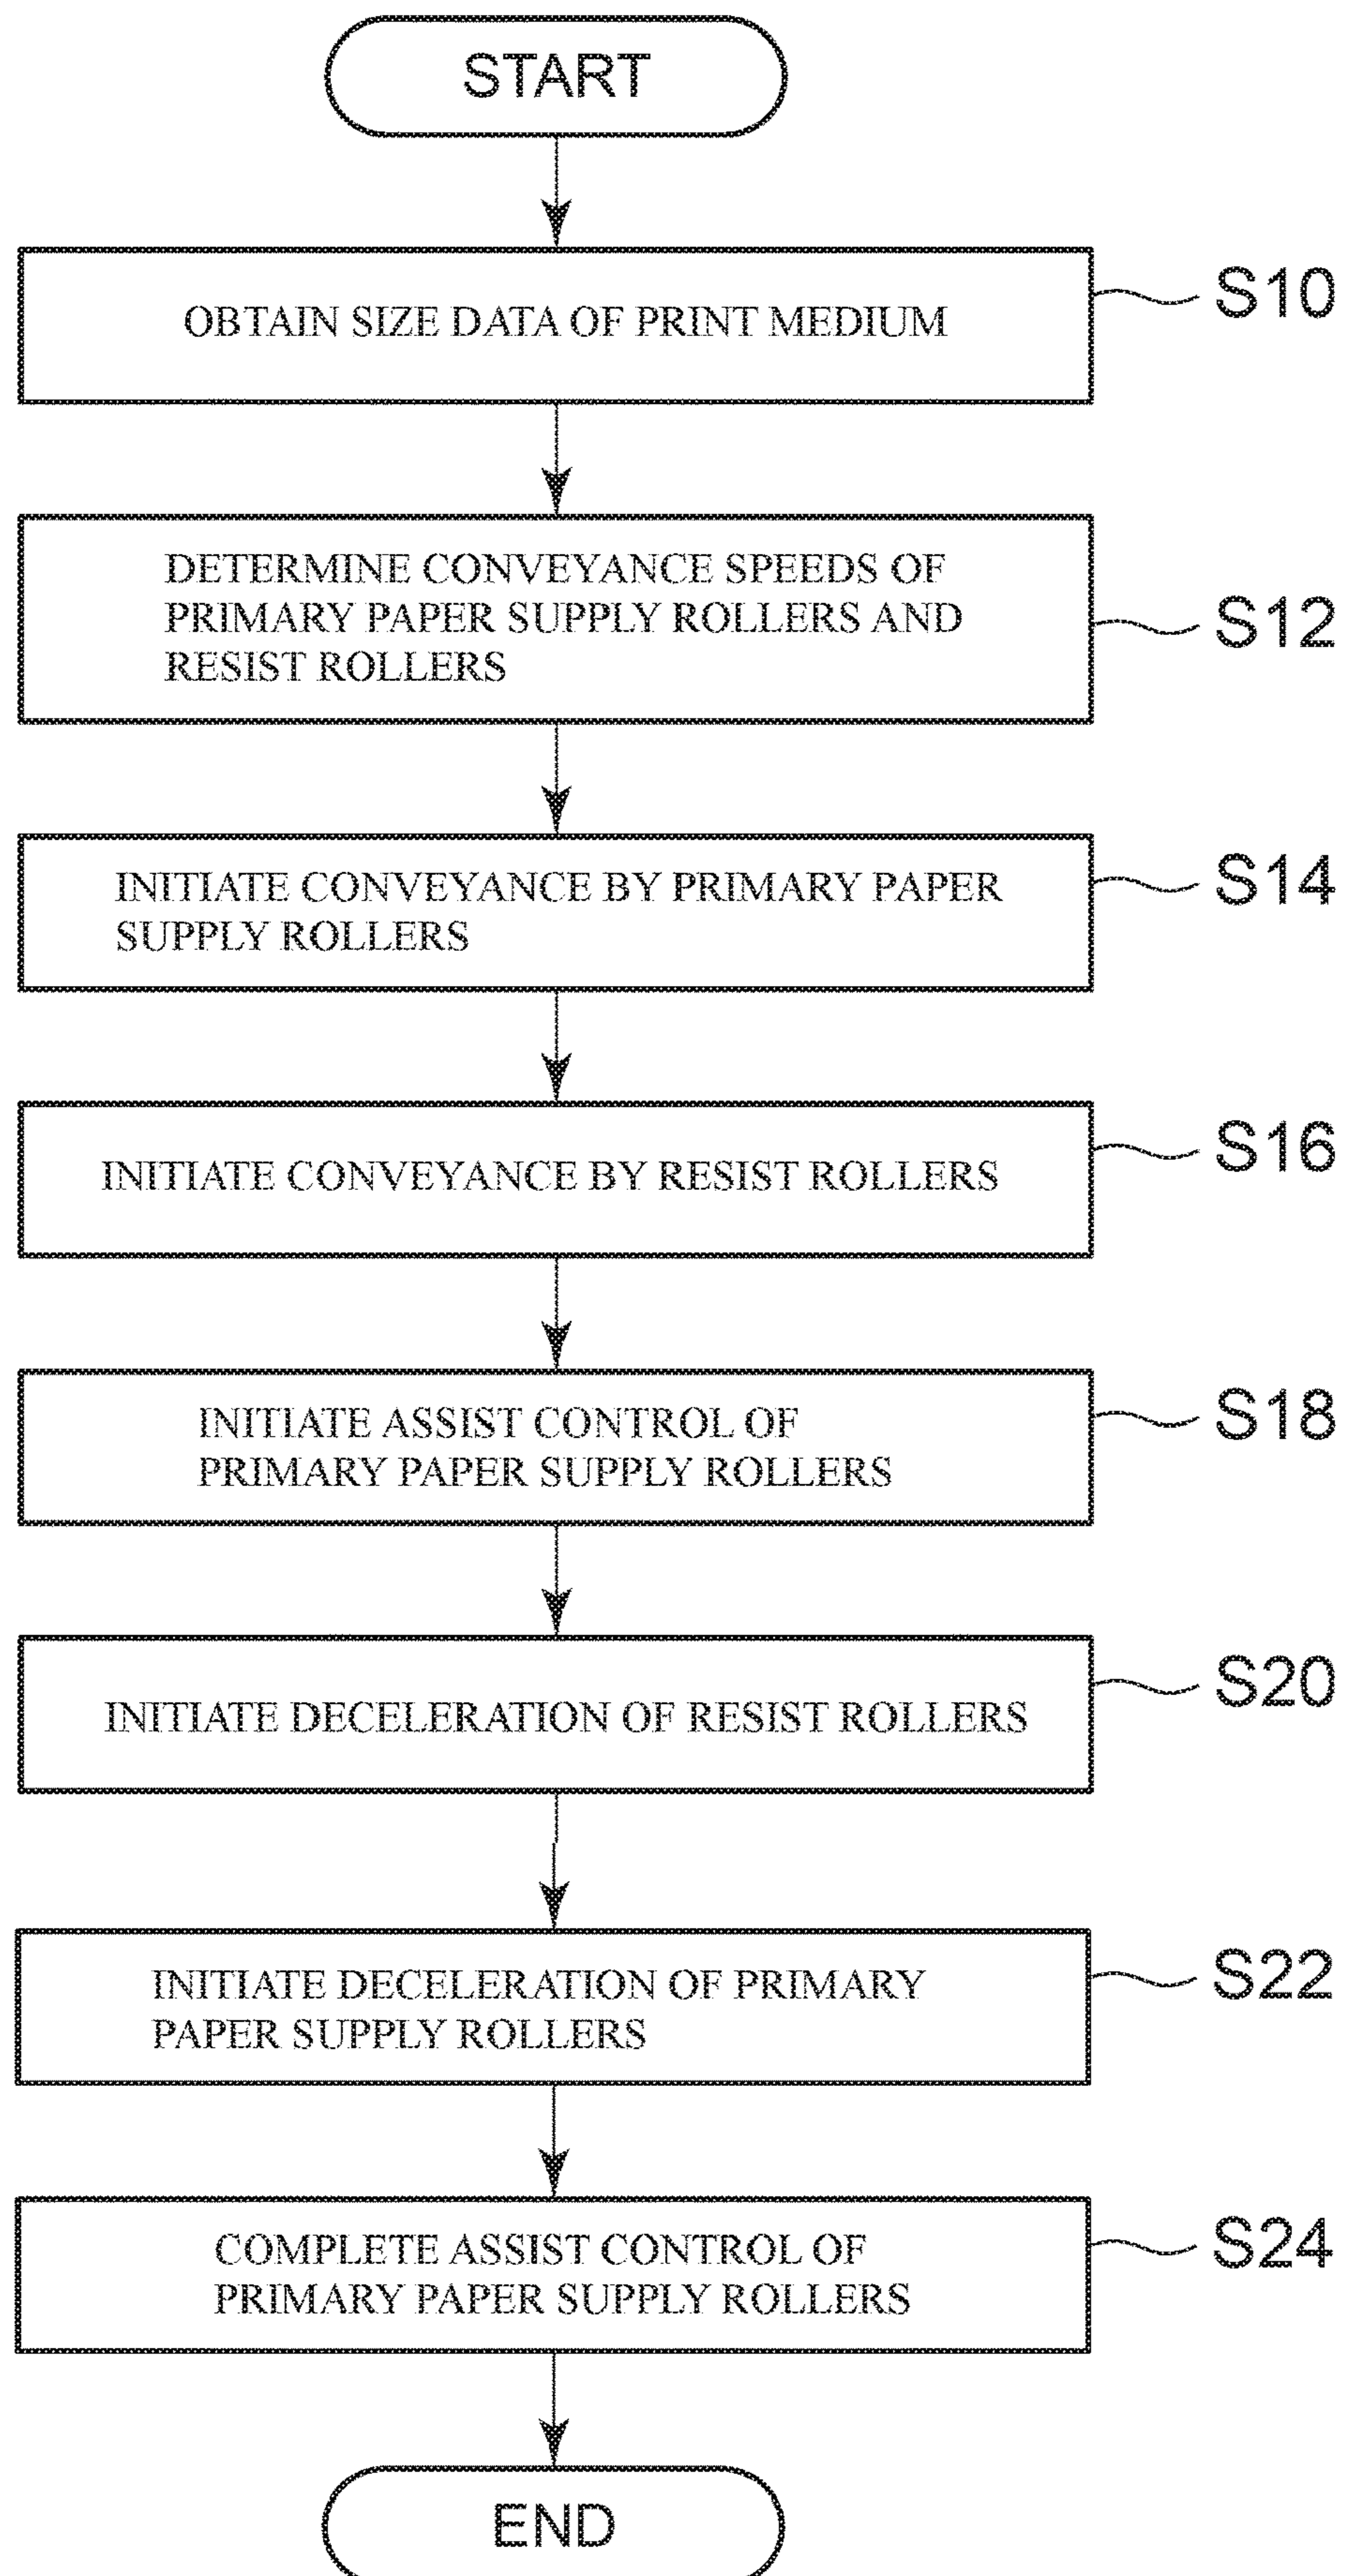 START
OBTAIN SIZE DATA OF PRINT MEDIUM
S10
DETERMINE CONVEYANCE SPEEDS OF
PRIMARY PAPER SUPPLY ROLLERS AND
RESIST ROLLERS
S12
INITIATE CONVEYANCE BY PRIMARY PAPER
SUPPLY ROLLERS
S14
INITIATE CONVEYANCE BY RESIST ROLLERS
S16
INITIATE ASSIST CONTROL OF
PRIMARY PAPER SUPPLY ROLLERS
S18
INITIATE DECELERATION OF RESIST ROLLERS
S20
INITIATE DECELERATION OF PRIMARY
PAPER SUPPLY ROLLERS
S22
COMPLETE ASSIST CONTROL OF
PRIMARY PAPER SUPPLY ROLLERS
S24
END